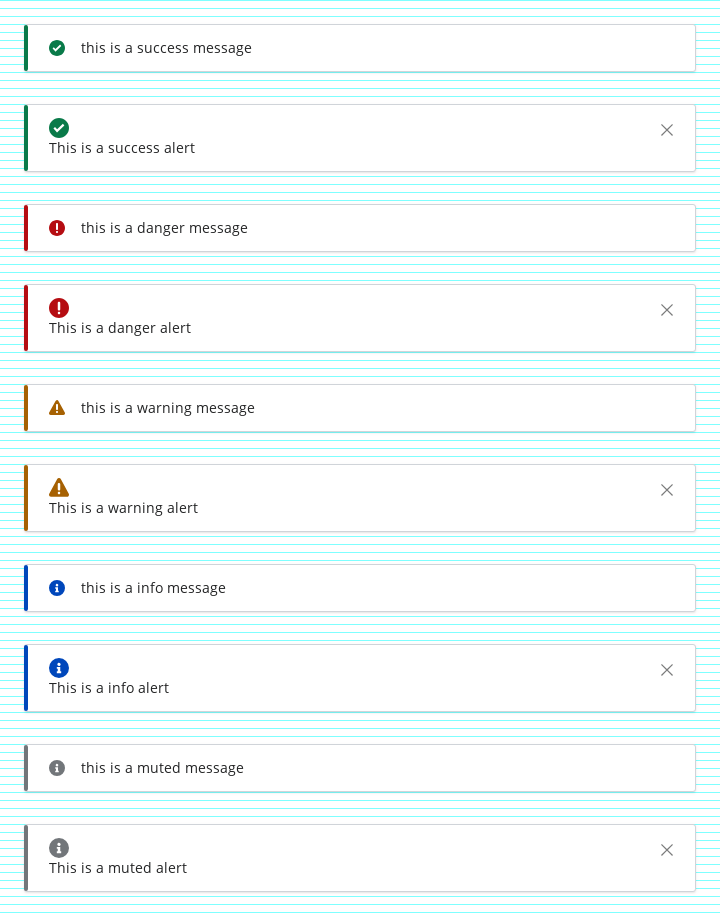 this is a success message
This is a success alert
this is a danger message
This is a danger alert
this is a warning message
This is a warning alert
this is a info message
This is a info alert
this is a muted message
This is a muted alert